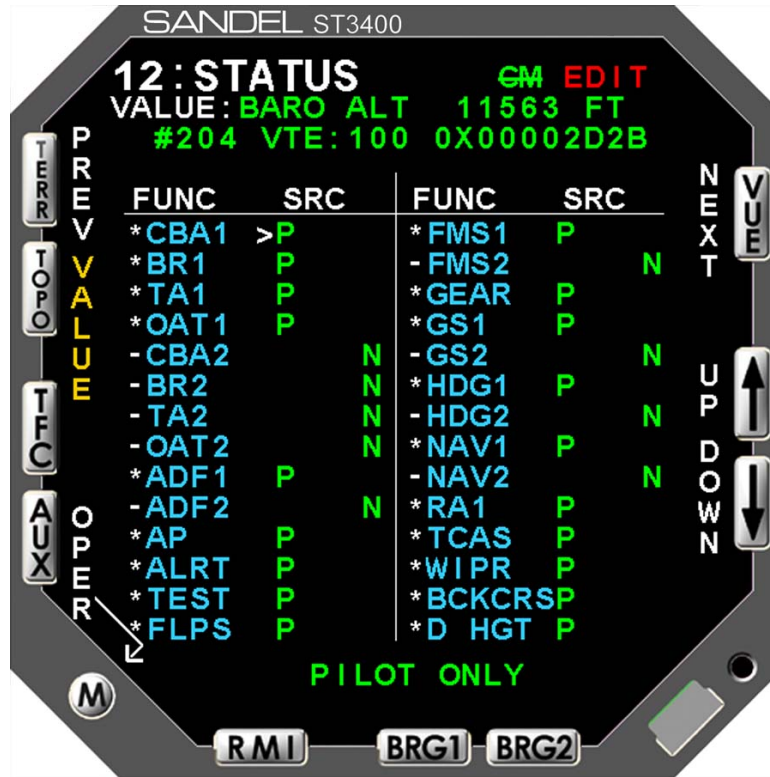 SANDEL ST3400
12:STATUS GM EDIT
VALUE:BARO ALT 11563 FT
#204 VTE:100 0X00002D2B
FUNC SRC FUNC SRC
*CBA1 >P *FMS1 P
*BR1 P -FMS2 N
*TA1 P *GEAR P
*OAT1 P *GS1 P
-CBA2 N -GS2 N
-BR2 N *HDG1 P
-TA2 N -HDG2 N
-OAT2 N *NAV1 P
*ADF1 P -NAV2 N
-ADF2 N *RA1 P
*AP P *TCAS P
*ALRT P *WIPR P
*TEST P *BCKCRSP
*FLPS P *D HGT P
PILOT ONLY
TERR
TOPO
TFC
AUX
PREV VALUE
OPER
NEXT
UP DOWN
VUE
M
RMI BRG1 BRG2